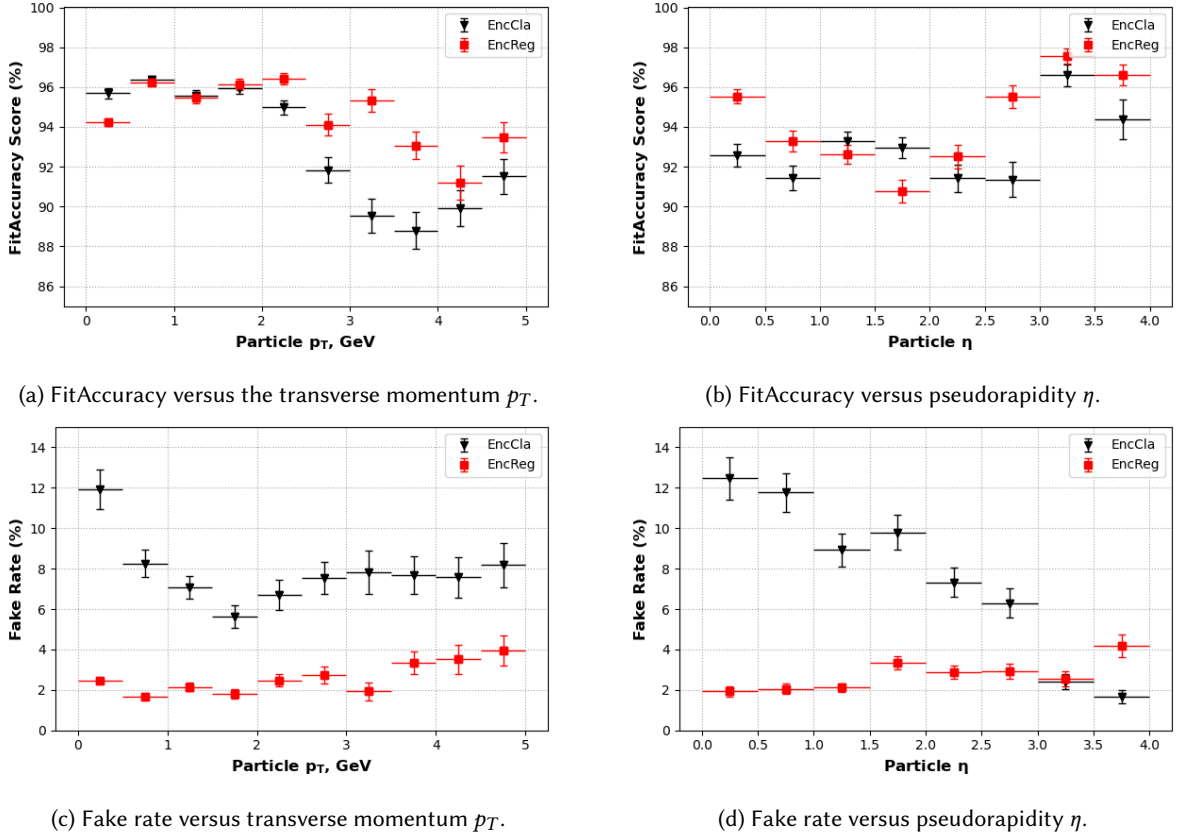 EncCla
EncReg
100
98
96
94
92
90
88
86
FitAccuracy Score (%)
0 1 2 3 4 5
Particle pT, GeV
(a) FitAccuracy versus the transverse momentum pT.
EncCla
EncReg
100
98
96
94
92
90
88
86
FitAccuracy Score (%)
0.0 0.5 1.0 1.5 2.0 2.5 3.0 3.5 4.0
Particle η
(b) FitAccuracy versus pseudorapidity η.
EncCla
EncReg
14
12
10
8
6
4
2
0
Fake Rate (%)
0 1 2 3 4 5
Particle pT, GeV
(c) Fake rate versus transverse momentum pT.
EncCla
EncReg
14
12
10
8
6
4
2
0
Fake Rate (%)
0.0 0.5 1.0 1.5 2.0 2.5 3.0 3.5 4.0
Particle η
(d) Fake rate versus pseudorapidity η.